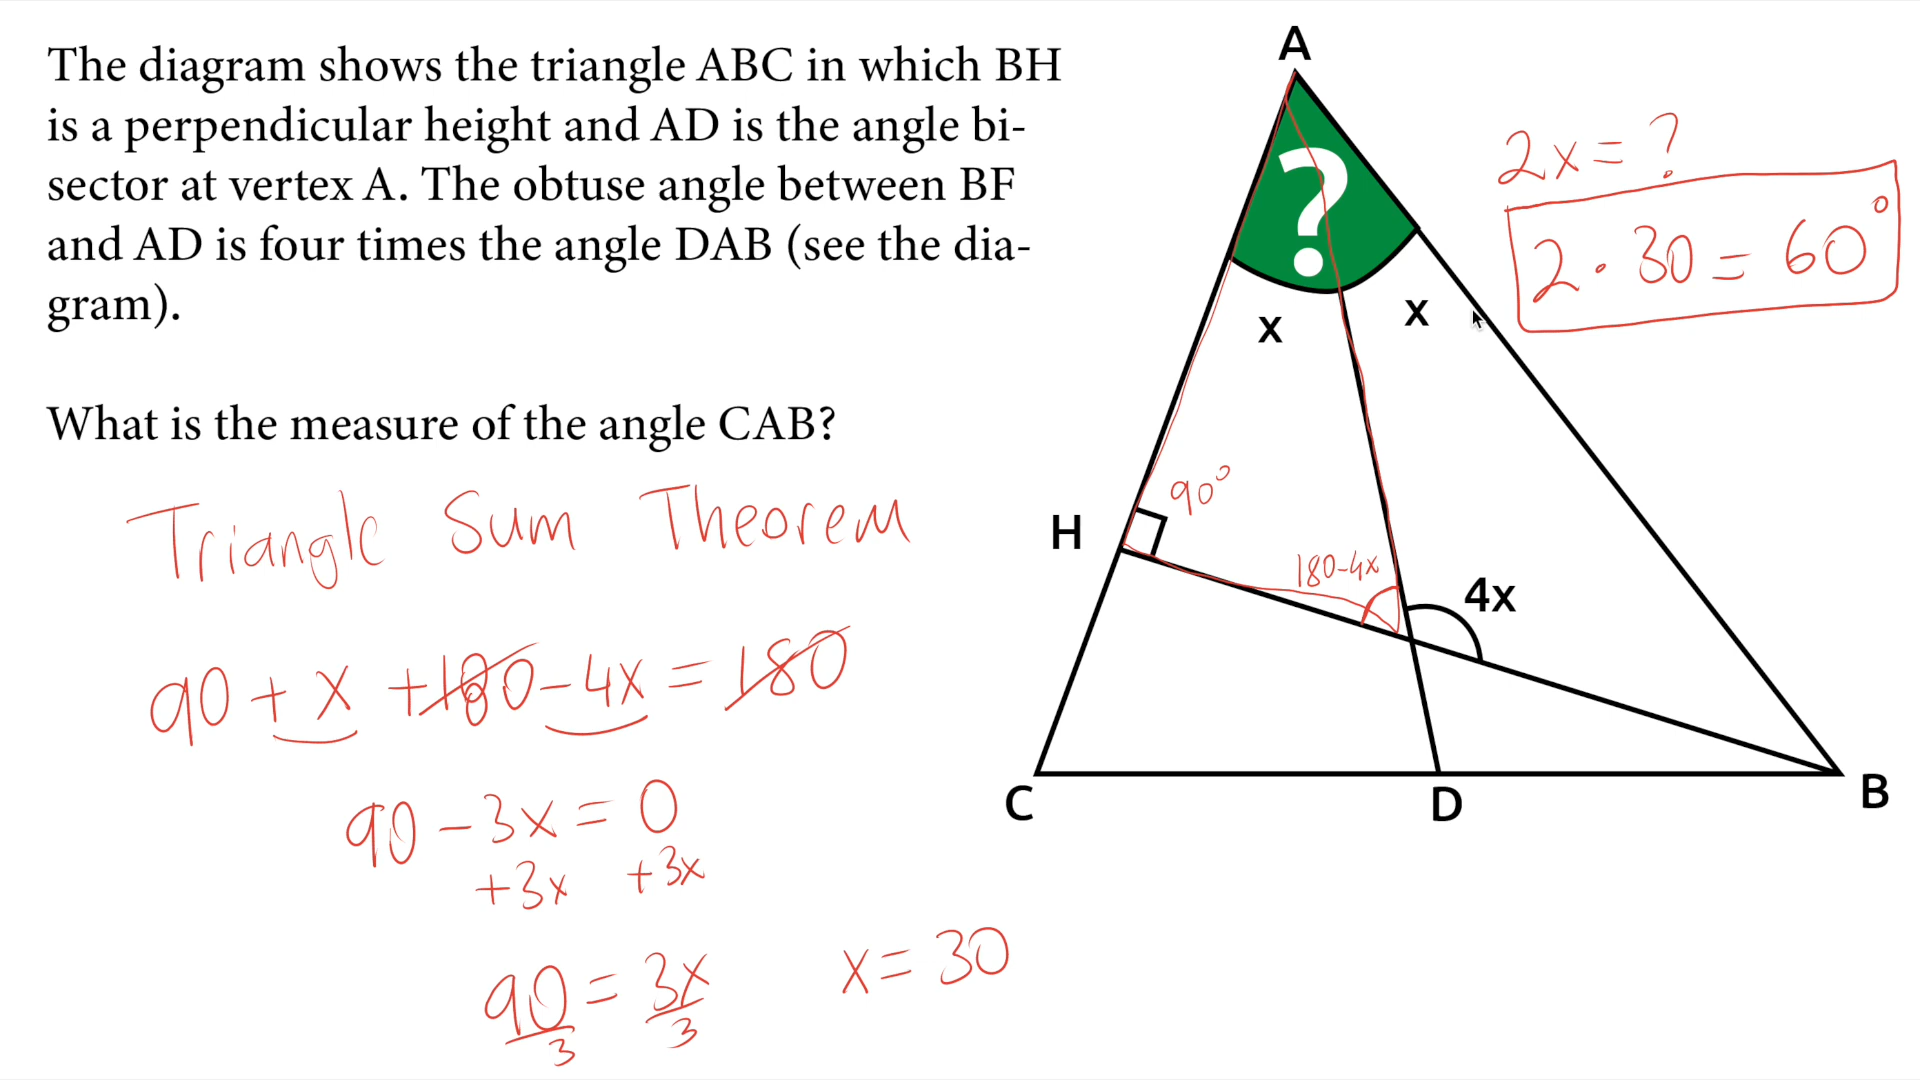 The diagram shows the triangle ABC in which BH
is a perpendicular height and AD is the angle bi-
sector at vertex A. The obtuse angle between BF
and AD is four times the angle DAB (see the dia-
gram).
What is the measure of the angle CAB?
Triangle Sum Theorem
90 + x + 180 - 4x = 180
90 - 3x = 0
+3x +3x
90 = 3x
3 3
x = 30
A
?
2x = ?
2 · 30 = 60°
x x
90°
H
180-4x
4x
C D B